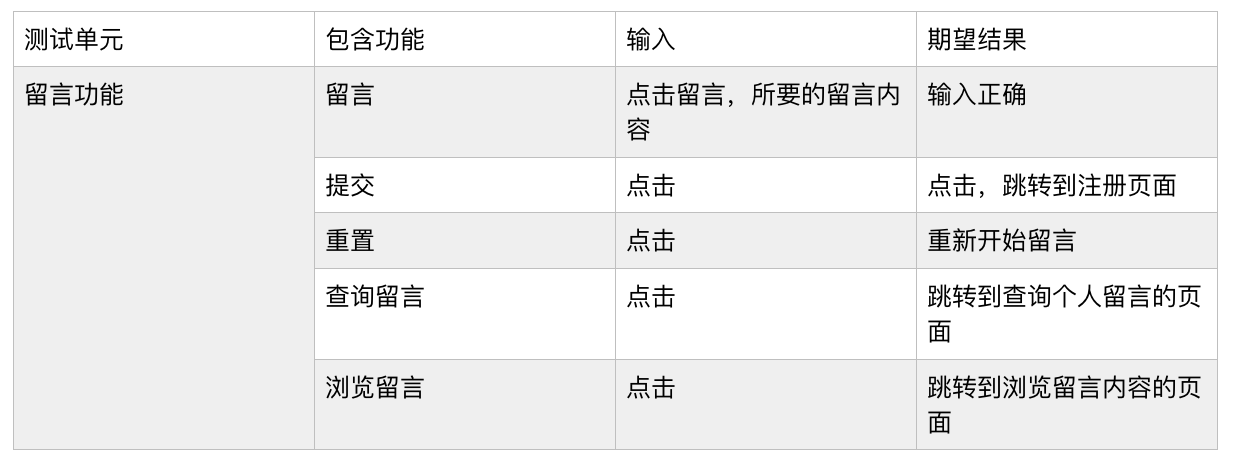 测试单元
包含功能
输入
期望结果
留言功能
留言
点击留言，所要的留言内
容
输入正确
提交
点击
点击，跳转到注册页面
重置
点击
重新开始留言
查询留言
点击
跳转到查询个人留言的页
面
浏览留言
点击
跳转到浏览留言内容的页
面